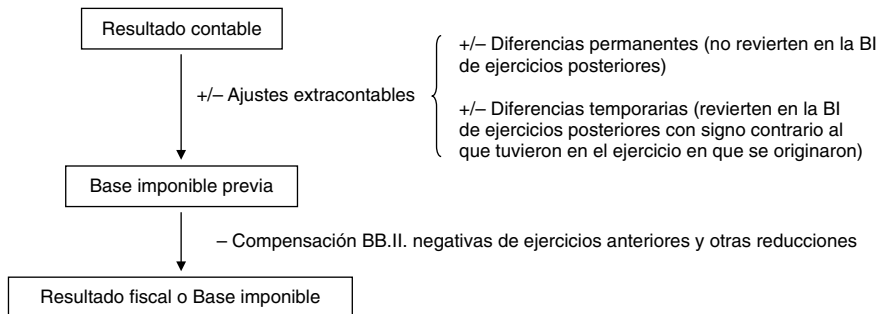 Resultado contable
+/– Ajustes extracontables
+/– Diferencias permanentes (no revierten en la BI
de ejercicios posteriores)
+/– Diferencias temporarias (revierten en la BI
de ejercicios posteriores con signo contrario al
que tuvieron en el ejercicio en que se originaron)
Base imponible previa
– Compensación BB.II. negativas de ejercicios anteriores y otras reducciones
Resultado fiscal o Base imponible